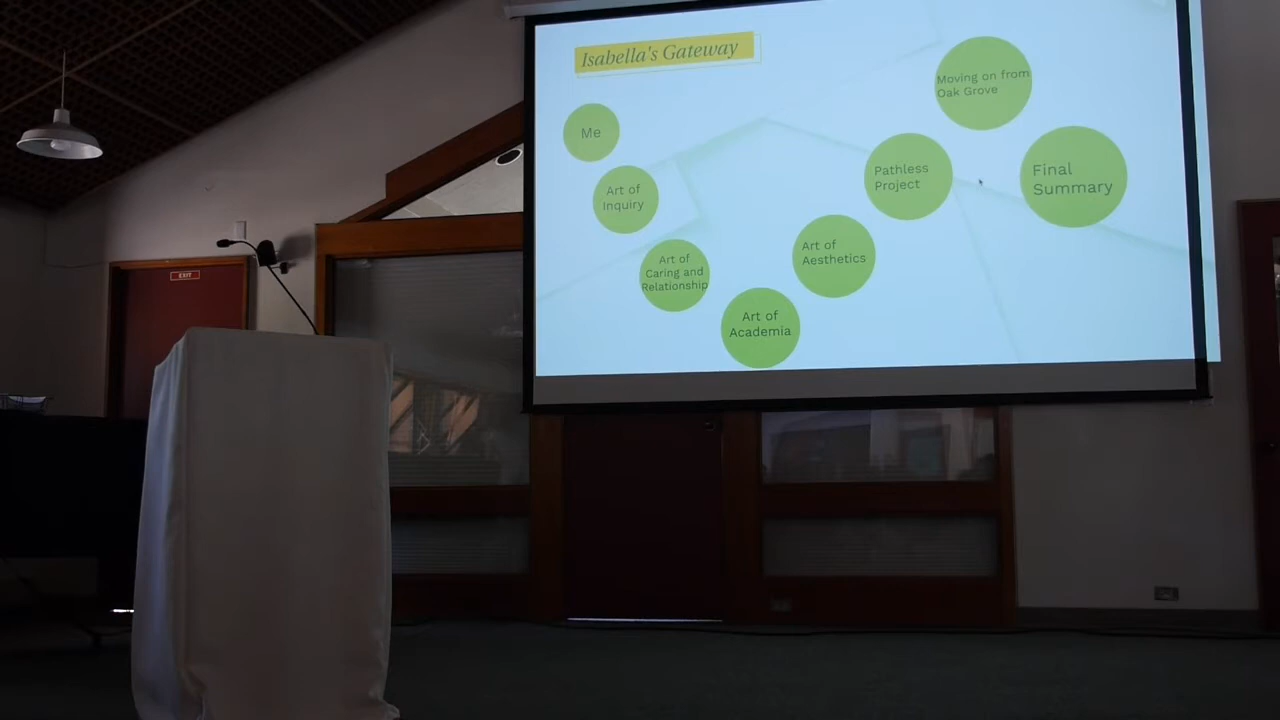 Isabella's Gateway
Me
Art of
Inquiry
Art of
Caring and
Relationship
Art of
Academia
Art of
Aesthetics
Pathless
Project
Moving on from
Oak Grove
Final
Summary
EXIT